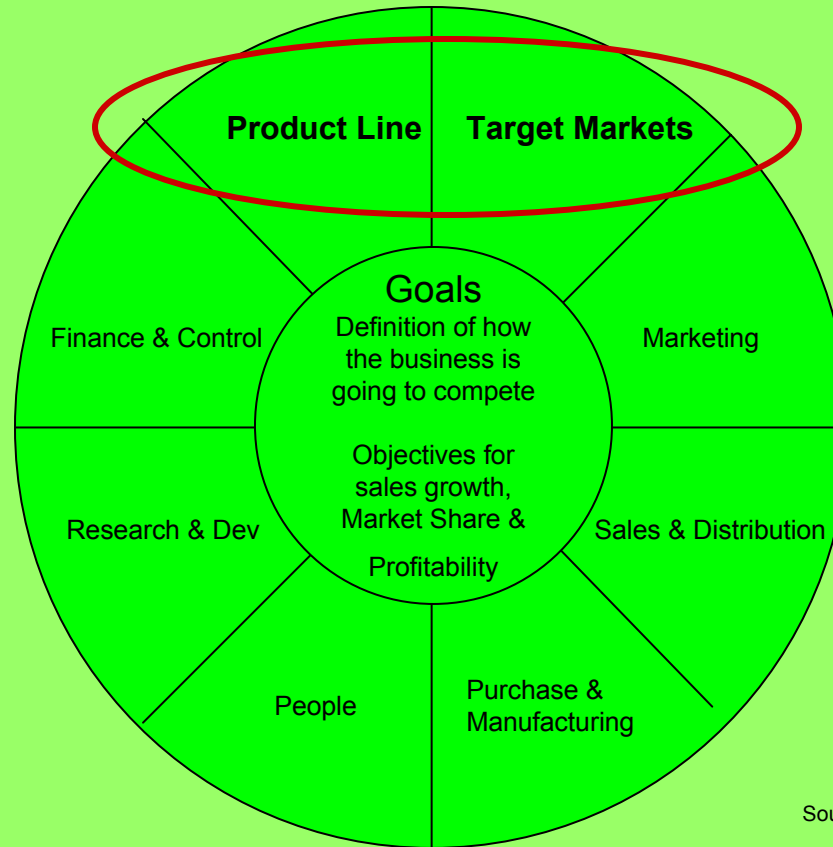 Product Line
Target Markets
Goals
Definition of how
the business is
going to compete
Objectives for
sales growth,
Market Share &
Profitability
Finance & Control
Marketing
Research & Dev
Sales & Distribution
People
Purchase &
Manufacturing
Sou